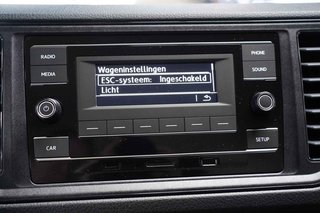 RADIO
PHONE
MEDIA
SOUND
Wageninstellingen
ESC-systeem: Ingeschakeld
Licht
CAR
SETUP